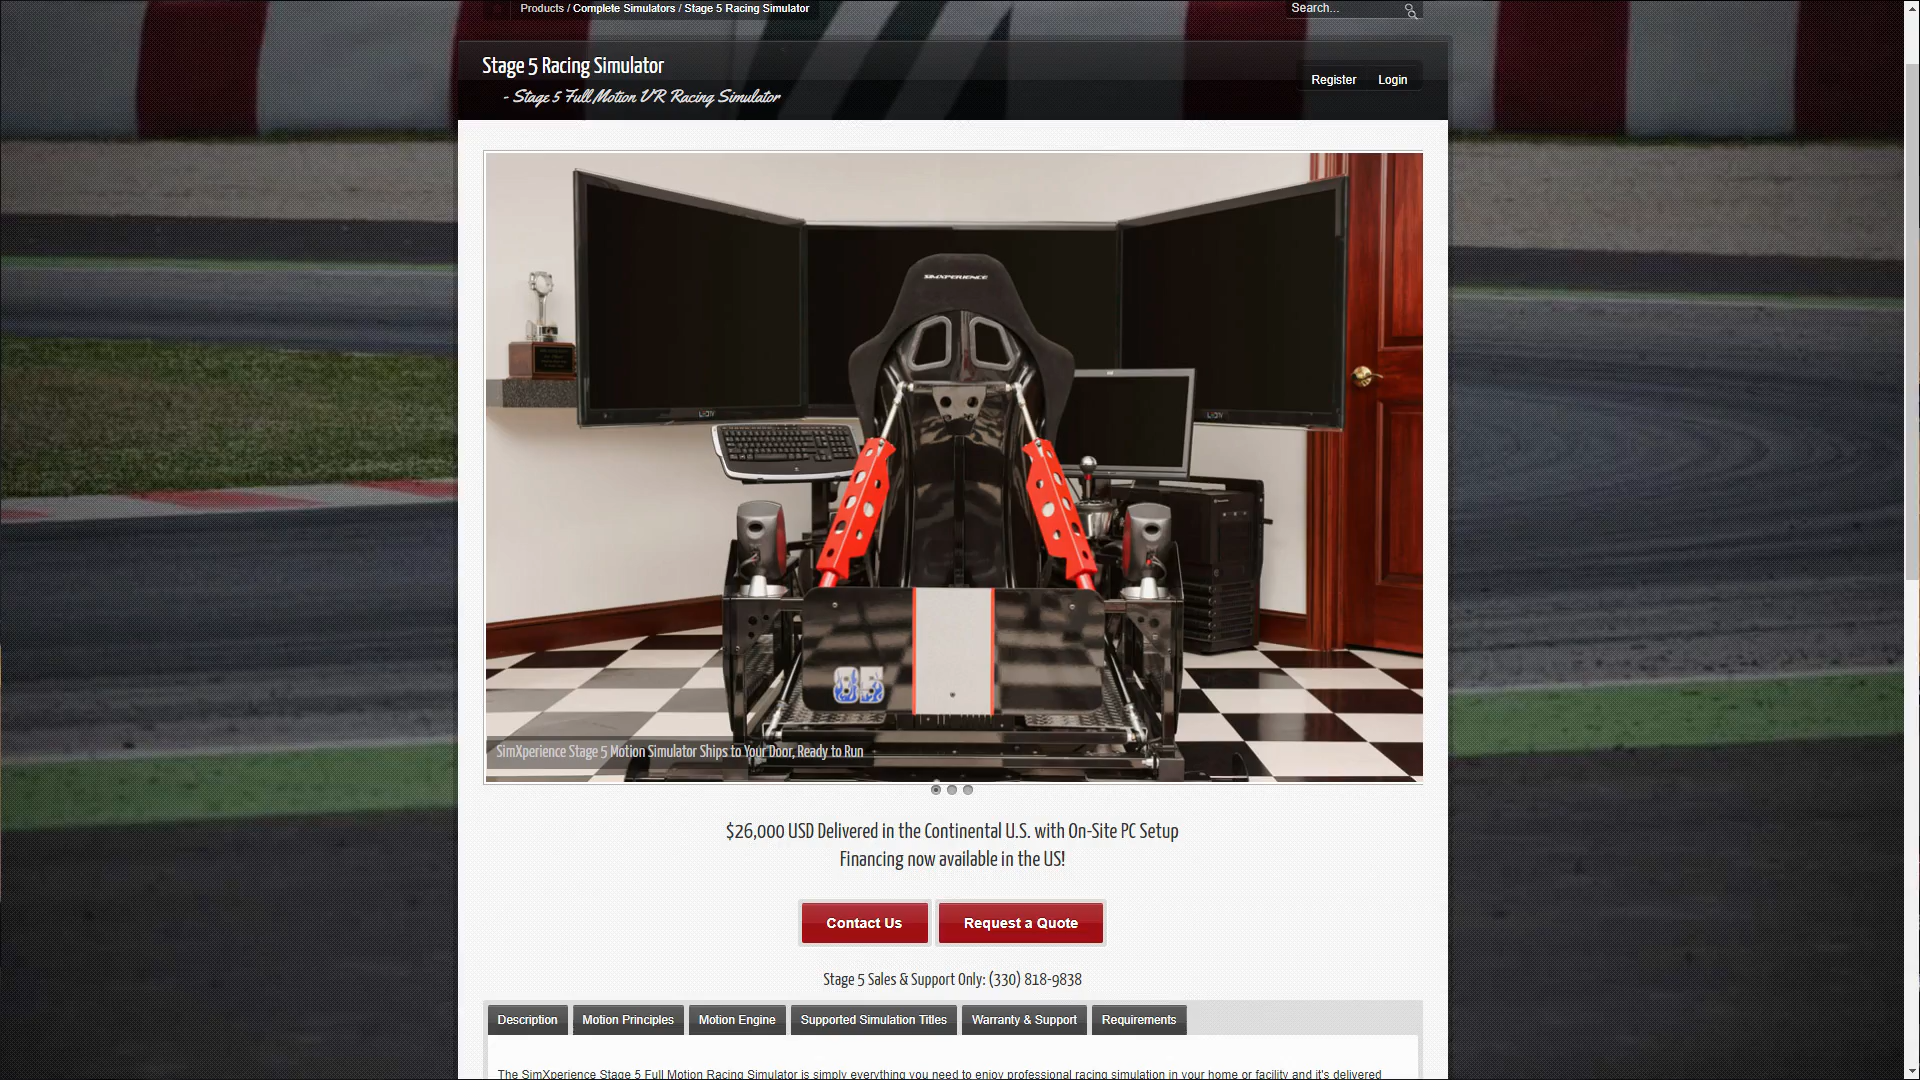 Products / Complete Simulators / Stage 5 Racing Simulator
Search...
Stage 5 Racing Simulator
- Stage 5 Full Motion VR Racing Simulator
Register
Login
SIMXPERIENCE
SimXperience Stage 5 Motion Simulator Ships to Your Door, Ready to Run
$26,000 USD Delivered in the Continental U.S. with On-Site PC Setup
Financing now available in the US!
Contact Us
Request a Quote
Stage 5 Sales & Support Only: (330) 818-9838
Description
Motion Principles
Motion Engine
Supported Simulation Titles
Warranty & Support
Requirements
The SimXperience Stage 5 Full Motion Racing Simulator is simply everything you need to enjoy professional racing simulation in your home or facility and it's delivered